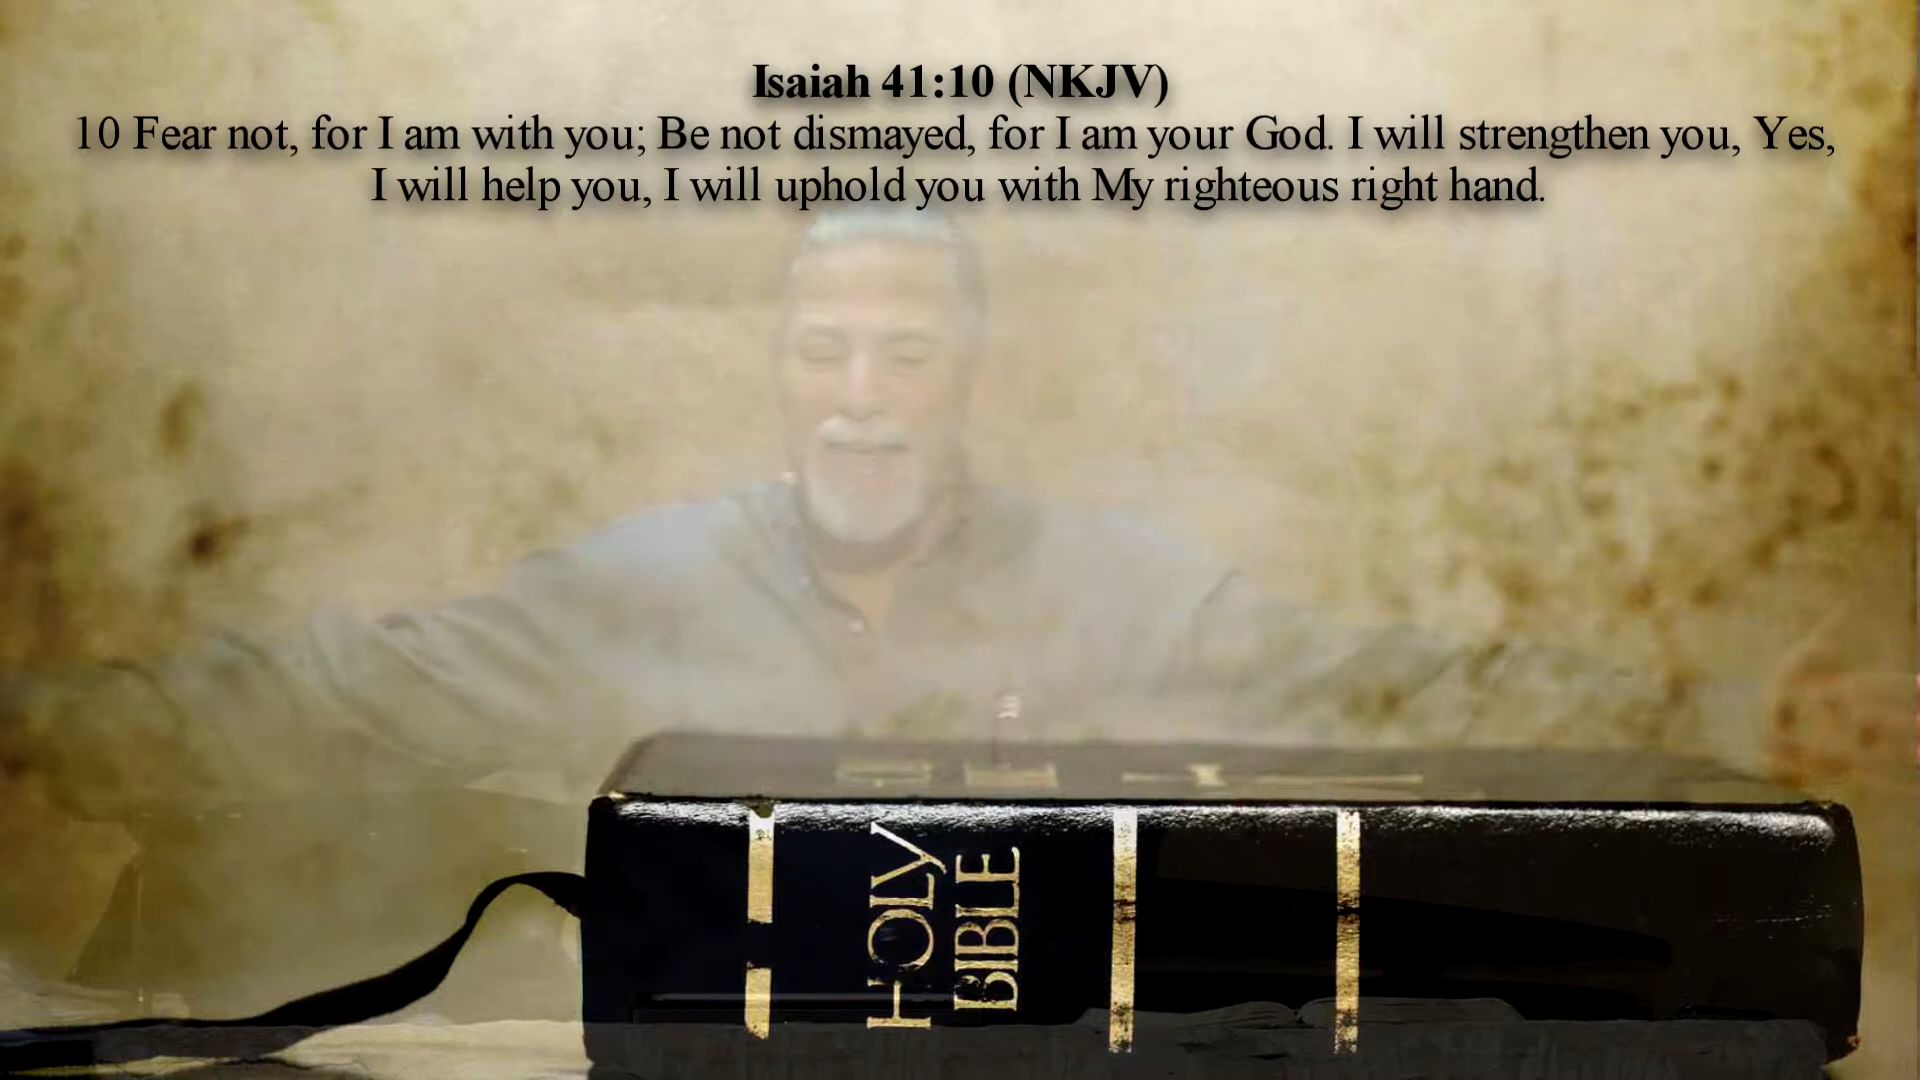 Isaiah 41:10 (NKJV)
10 Fear not, for I am with you; Be not dismayed, for I am your God. I will strengthen you, Yes,
I will help you, I will uphold you with My righteous right hand.
HOLY
BIBLE